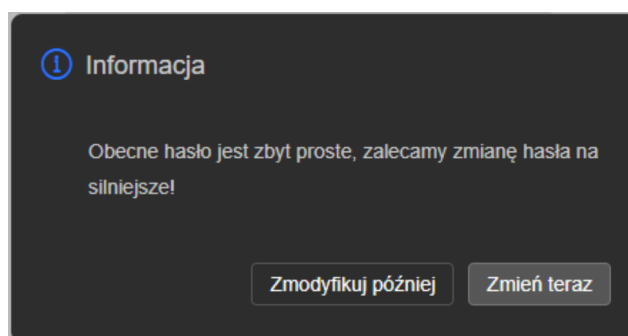 Informacja
Obecne hasło jest zbyt proste, zalecamy zmianę hasła na
silniejsze!
Zmodyfikuj później Zmień teraz